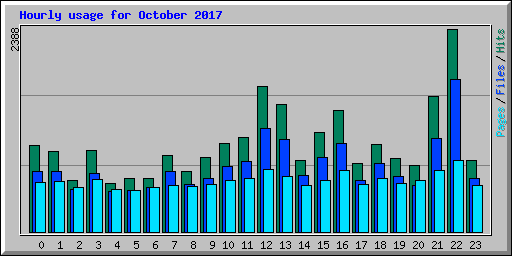 Hourly usage for October 2017
2388
Pages / Files / Hits
0 1 2 3 4 5 6 7 8 9 10 11 12 13 14 15 16 17 18 19 20 21 22 23